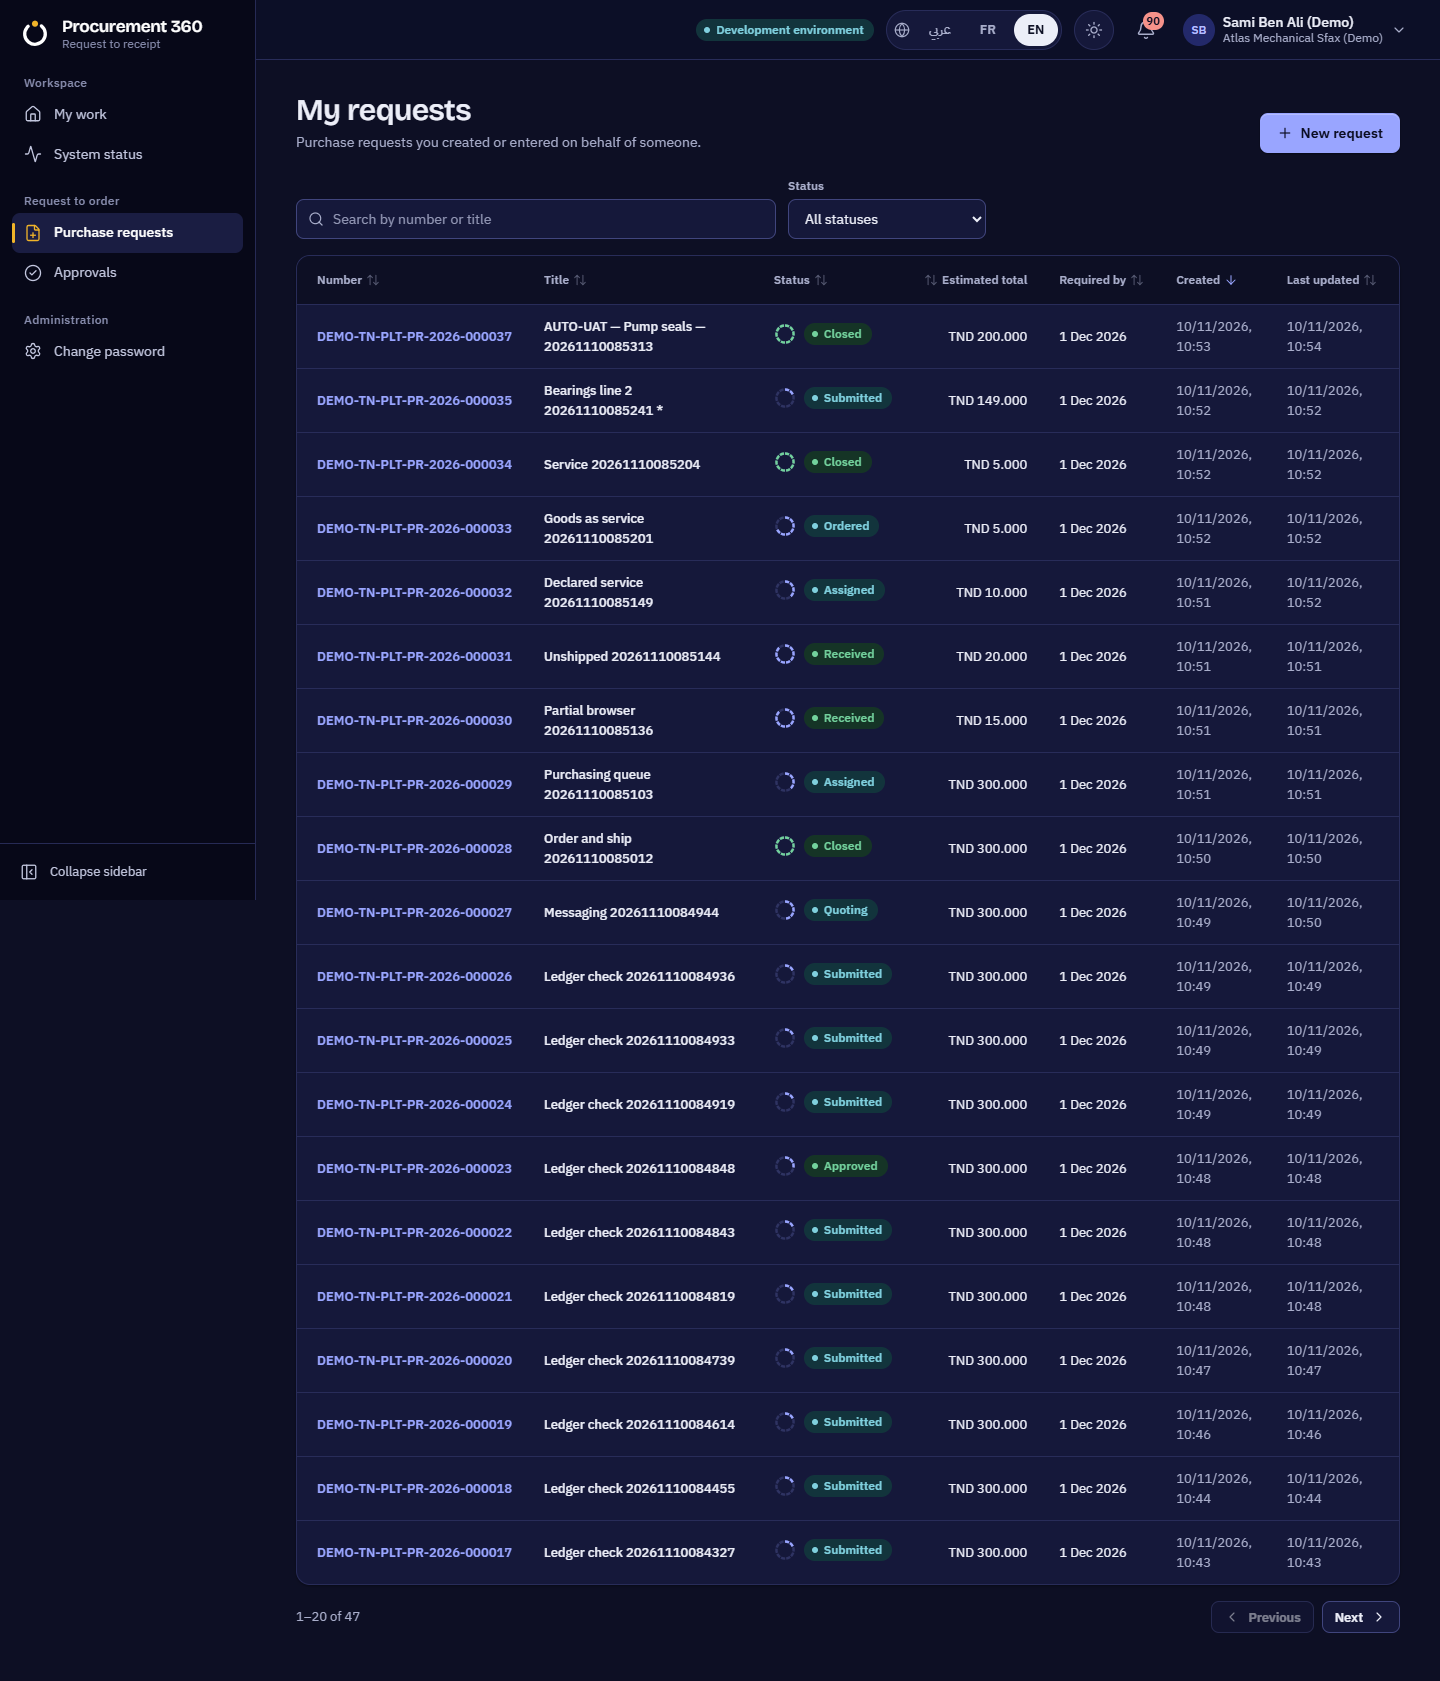 Procurement 360
Request to receipt
Development environment
عربي
FR
EN
90
SB
Sami Ben Ali (Demo)
Atlas Mechanical Sfax (Demo)
Workspace
My work
System status
Request to order
Purchase requests
Approvals
Administration
Change password
Collapse sidebar
My requests
Purchase requests you created or entered on behalf of someone.
New request
Search by number or title
Status
All statuses
Number Title Status Estimated total Required by Created Last updated
DEMO-TN-PLT-PR-2026-000037 AUTO-UAT — Pump seals — 20261110085313 Closed TND 200.000 1 Dec 2026 10/11/2026, 10:53 10/11/2026, 10:54
DEMO-TN-PLT-PR-2026-000035 Bearings line 2 20261110085241 * Submitted TND 149.000 1 Dec 2026 10/11/2026, 10:52 10/11/2026, 10:52
DEMO-TN-PLT-PR-2026-000034 Service 20261110085204 Closed TND 5.000 1 Dec 2026 10/11/2026, 10:52 10/11/2026, 10:52
DEMO-TN-PLT-PR-2026-000033 Goods as service 20261110085201 Ordered TND 5.000 1 Dec 2026 10/11/2026, 10:52 10/11/2026, 10:52
DEMO-TN-PLT-PR-2026-000032 Declared service 20261110085149 Assigned TND 10.000 1 Dec 2026 10/11/2026, 10:51 10/11/2026, 10:52
DEMO-TN-PLT-PR-2026-000031 Unshipped 20261110085144 Received TND 20.000 1 Dec 2026 10/11/2026, 10:51 10/11/2026, 10:51
DEMO-TN-PLT-PR-2026-000030 Partial browser 20261110085136 Received TND 15.000 1 Dec 2026 10/11/2026, 10:51 10/11/2026, 10:51
DEMO-TN-PLT-PR-2026-000029 Purchasing queue 20261110085103 Assigned TND 300.000 1 Dec 2026 10/11/2026, 10:51 10/11/2026, 10:51
DEMO-TN-PLT-PR-2026-000028 Order and ship 20261110085012 Closed TND 300.000 1 Dec 2026 10/11/2026, 10:50 10/11/2026, 10:50
DEMO-TN-PLT-PR-2026-000027 Messaging 20261110084944 Quoting TND 300.000 1 Dec 2026 10/11/2026, 10:49 10/11/2026, 10:50
DEMO-TN-PLT-PR-2026-000026 Ledger check 20261110084936 Submitted TND 300.000 1 Dec 2026 10/11/2026, 10:49 10/11/2026, 10:49
DEMO-TN-PLT-PR-2026-000025 Ledger check 20261110084933 Submitted TND 300.000 1 Dec 2026 10/11/2026, 10:49 10/11/2026, 10:49
DEMO-TN-PLT-PR-2026-000024 Ledger check 20261110084919 Submitted TND 300.000 1 Dec 2026 10/11/2026, 10:49 10/11/2026, 10:49
DEMO-TN-PLT-PR-2026-000023 Ledger check 20261110084848 Approved TND 300.000 1 Dec 2026 10/11/2026, 10:48 10/11/2026, 10:48
DEMO-TN-PLT-PR-2026-000022 Ledger check 20261110084843 Submitted TND 300.000 1 Dec 2026 10/11/2026, 10:48 10/11/2026, 10:48
DEMO-TN-PLT-PR-2026-000021 Ledger check 20261110084819 Submitted TND 300.000 1 Dec 2026 10/11/2026, 10:48 10/11/2026, 10:48
DEMO-TN-PLT-PR-2026-000020 Ledger check 20261110084739 Submitted TND 300.000 1 Dec 2026 10/11/2026, 10:47 10/11/2026, 10:47
DEMO-TN-PLT-PR-2026-000019 Ledger check 20261110084614 Submitted TND 300.000 1 Dec 2026 10/11/2026, 10:46 10/11/2026, 10:46
DEMO-TN-PLT-PR-2026-000018 Ledger check 20261110084455 Submitted TND 300.000 1 Dec 2026 10/11/2026, 10:44 10/11/2026, 10:44
DEMO-TN-PLT-PR-2026-000017 Ledger check 20261110084327 Submitted TND 300.000 1 Dec 2026 10/11/2026, 10:43 10/11/2026, 10:43
1–20 of 47
Previous
Next